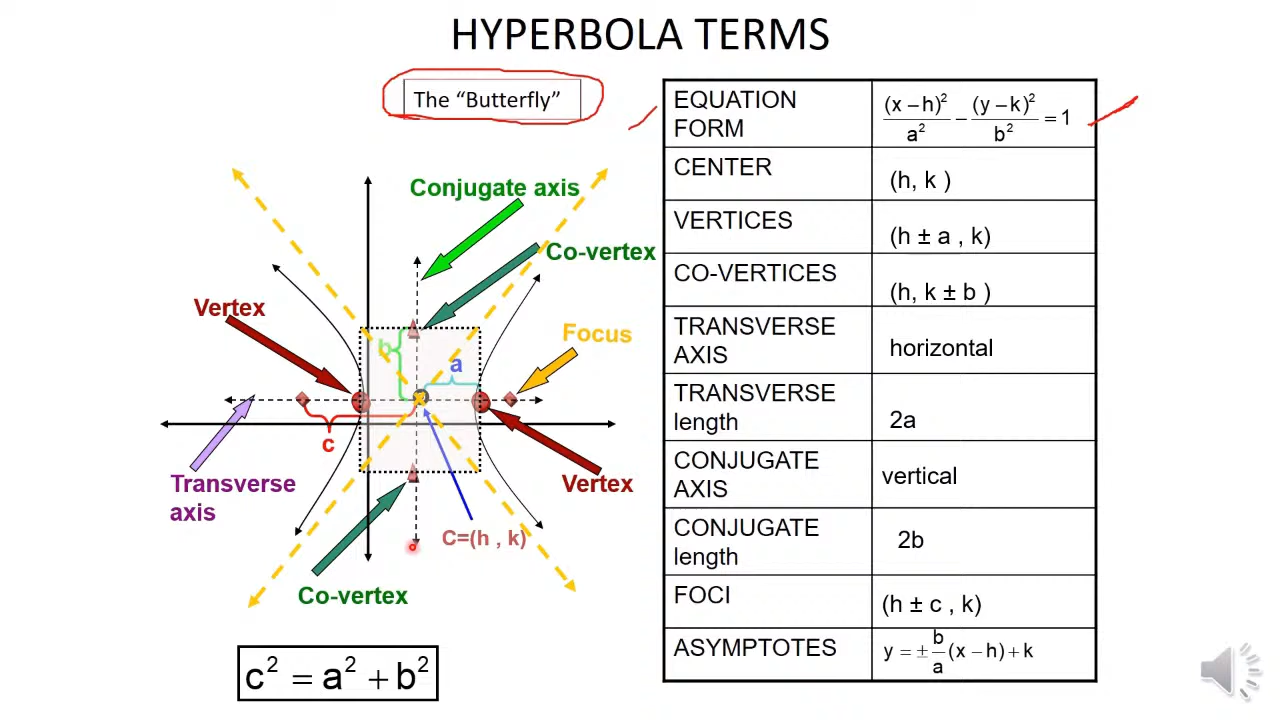 HYPERBOLA TERMS
The “Butterfly”
Conjugate axis
Co-vertex
Vertex
Focus
b
a
c
Transverse
axis
Vertex
C=(h , k)
Co-vertex
c² = a² + b²
EQUATION
FORM
(x – h)²/a² – (y – k)²/b² = 1
CENTER
(h, k )
VERTICES
(h ± a , k)
CO-VERTICES
(h, k ± b )
TRANSVERSE
AXIS
horizontal
TRANSVERSE
length
2a
CONJUGATE
AXIS
vertical
CONJUGATE
length
2b
FOCI
(h ± c , k)
ASYMPTOTES
y = ± b/a (x – h) + k